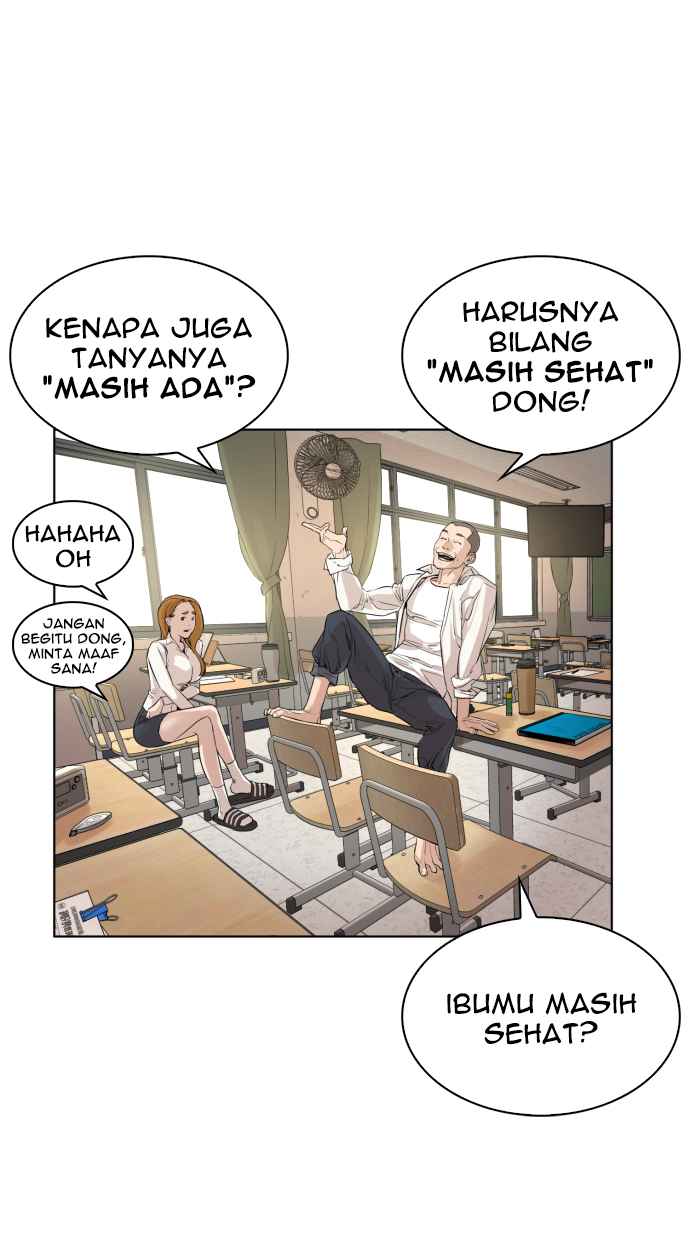 KENAPA JUGA
TANYANYA
"MASIH ADA"?
HARUSNYA
BILANG
"MASIH SEHAT"
DONG!
HAHAHA
OH
JANGAN
BEGITU DONG,
MINTA MAAF
SANA!
IBUMU MASIH
SEHAT?